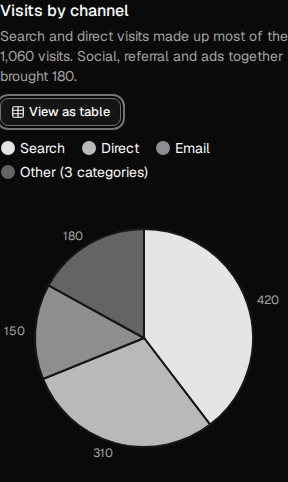 Visits by channel
Search and direct visits made up most of the
1,060 visits. Social, referral and ads together
brought 180.
View as table
Search Direct Email
Other (3 categories)
180
420
150
310